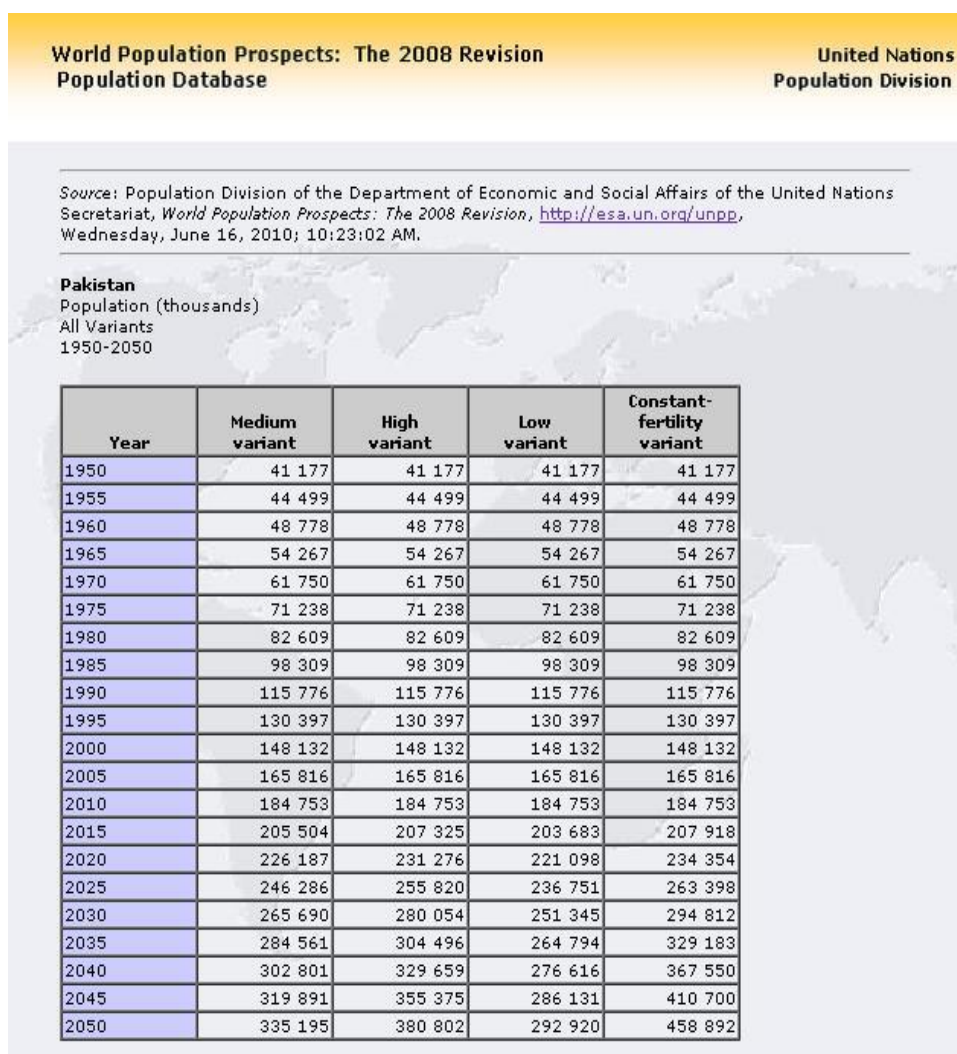 World Population Prospects: The 2008 Revision
Population Database
United Nations
Population Division
Source: Population Division of the Department of Economic and Social Affairs of the United Nations
Secretariat, World Population Prospects: The 2008 Revision, http://esa.un.org/unpp,
Wednesday, June 16, 2010; 10:23:02 AM.
Pakistan
Population (thousands)
All Variants
1950-2050
Year Medium variant High variant Low variant Constant-fertility variant
1950 41 177 41 177 41 177 41 177
1955 44 499 44 499 44 499 44 499
1960 48 778 48 778 48 778 48 778
1965 54 267 54 267 54 267 54 267
1970 61 750 61 750 61 750 61 750
1975 71 238 71 238 71 238 71 238
1980 82 609 82 609 82 609 82 609
1985 98 309 98 309 98 309 98 309
1990 115 776 115 776 115 776 115 776
1995 130 397 130 397 130 397 130 397
2000 148 132 148 132 148 132 148 132
2005 165 816 165 816 165 816 165 816
2010 184 753 184 753 184 753 184 753
2015 205 504 207 325 203 683 207 918
2020 226 187 231 276 221 098 234 354
2025 246 286 255 820 236 751 263 398
2030 265 690 280 054 251 345 294 812
2035 284 561 304 496 264 794 329 183
2040 302 801 329 659 276 616 367 550
2045 319 891 355 375 286 131 410 700
2050 335 195 380 802 292 920 458 892